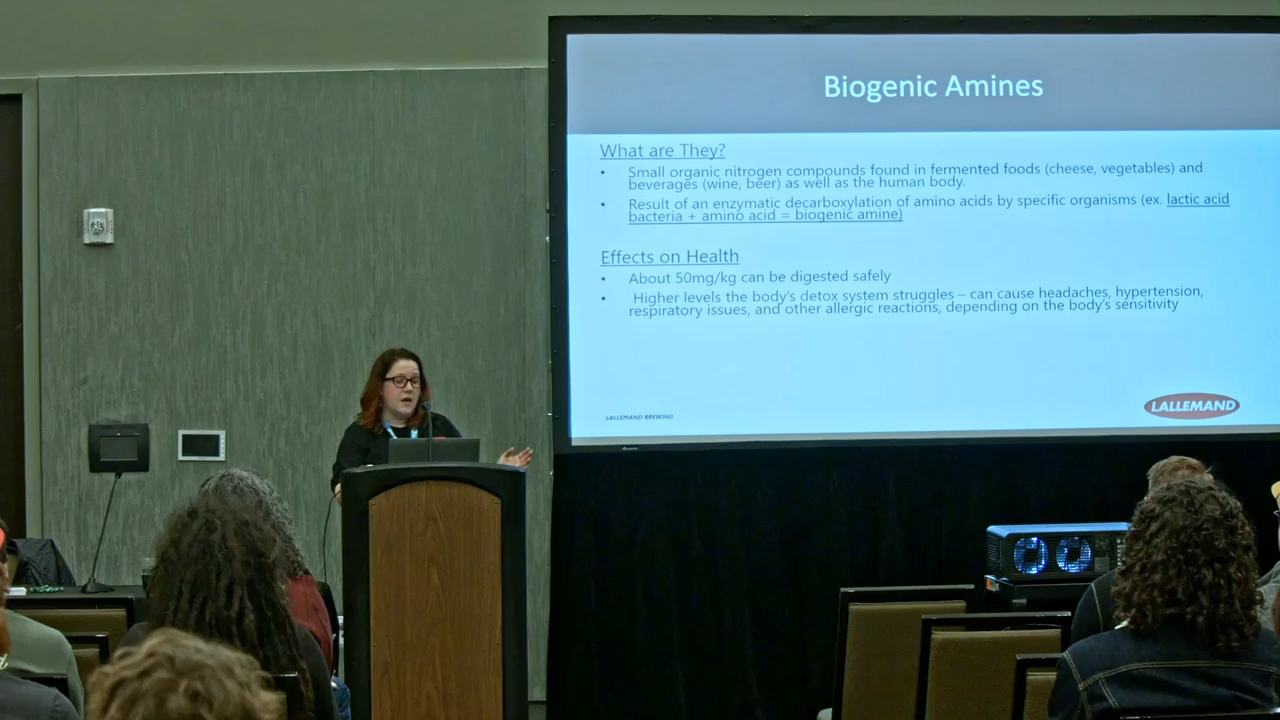 Biogenic Amines
What are They?
• Small organic nitrogen compounds found in fermented foods (cheese, vegetables) and
beverages (wine, beer) as well as the human body.
• Result of an enzymatic decarboxylation of amino acids by specific organisms (ex. lactic acid
bacteria + amino acid = biogenic amine)
Effects on Health
• About 50mg/kg can be digested safely
• Higher levels the body's detox system struggles – can cause headaches, hypertension,
respiratory issues, and other allergic reactions, depending on the body's sensitivity
LALLEMAND BREWING
LALLEMAND